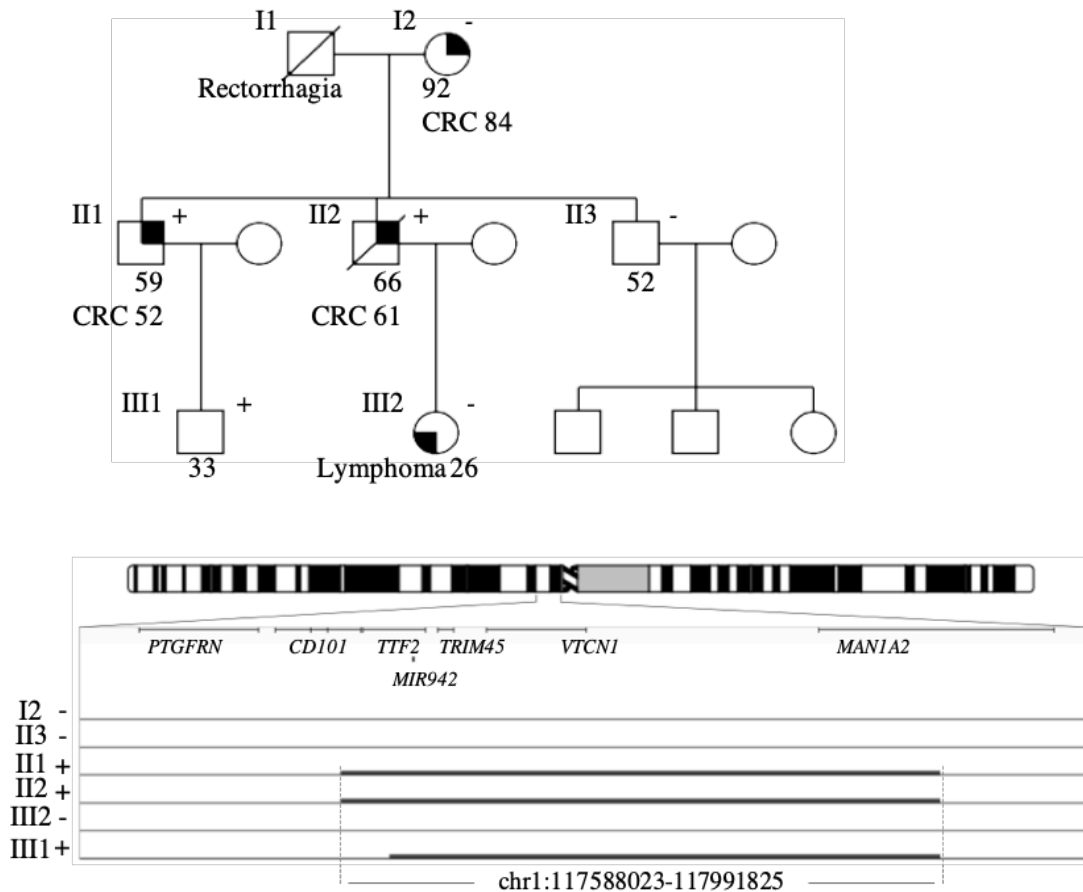 I1 I2 -
Rectorrhagia 92
CRC 84
II1 + II2 + II3 -
59 66 52
CRC 52 CRC 61
III1 + III2 -
33 Lymphoma 26
PTGFRN CD101 TTF2 TRIM45 VTCN1 MAN1A2
MIR942
I2 -
II3 -
II1 +
II2 +
III2 -
III1 +
chr1:117588023-117991825